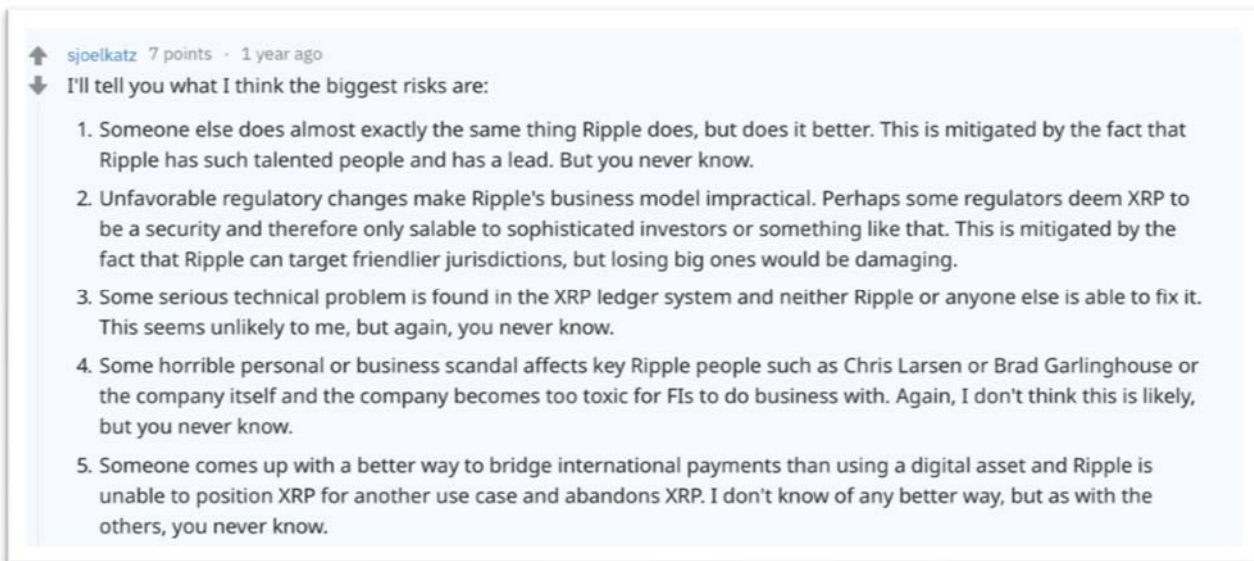 sjoelkatz 7 points · 1 year ago
I'll tell you what I think the biggest risks are:
1. Someone else does almost exactly the same thing Ripple does, but does it better. This is mitigated by the fact that
Ripple has such talented people and has a lead. But you never know.
2. Unfavorable regulatory changes make Ripple's business model impractical. Perhaps some regulators deem XRP to
be a security and therefore only salable to sophisticated investors or something like that. This is mitigated by the
fact that Ripple can target friendlier jurisdictions, but losing big ones would be damaging.
3. Some serious technical problem is found in the XRP ledger system and neither Ripple or anyone else is able to fix it.
This seems unlikely to me, but again, you never know.
4. Some horrible personal or business scandal affects key Ripple people such as Chris Larsen or Brad Garlinghouse or
the company itself and the company becomes too toxic for FIs to do business with. Again, I don't think this is likely,
but you never know.
5. Someone comes up with a better way to bridge international payments than using a digital asset and Ripple is
unable to position XRP for another use case and abandons XRP. I don't know of any better way, but as with the
others, you never know.